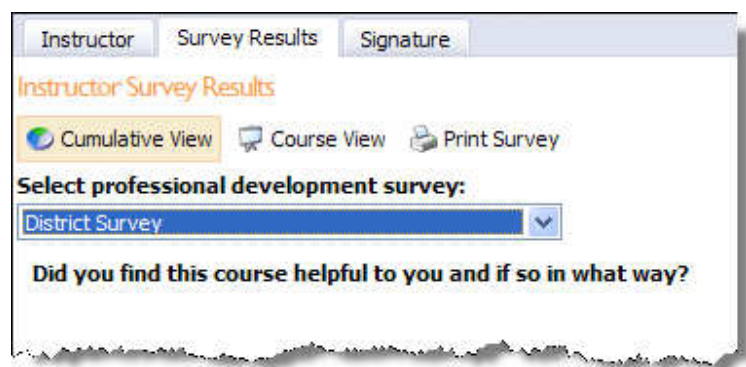 Instructor Survey Results Signature
Instructor Survey Results
Cumulative View Course View Print Survey
Select professional development survey:
District Survey
Did you find this course helpful to you and if so in what way?